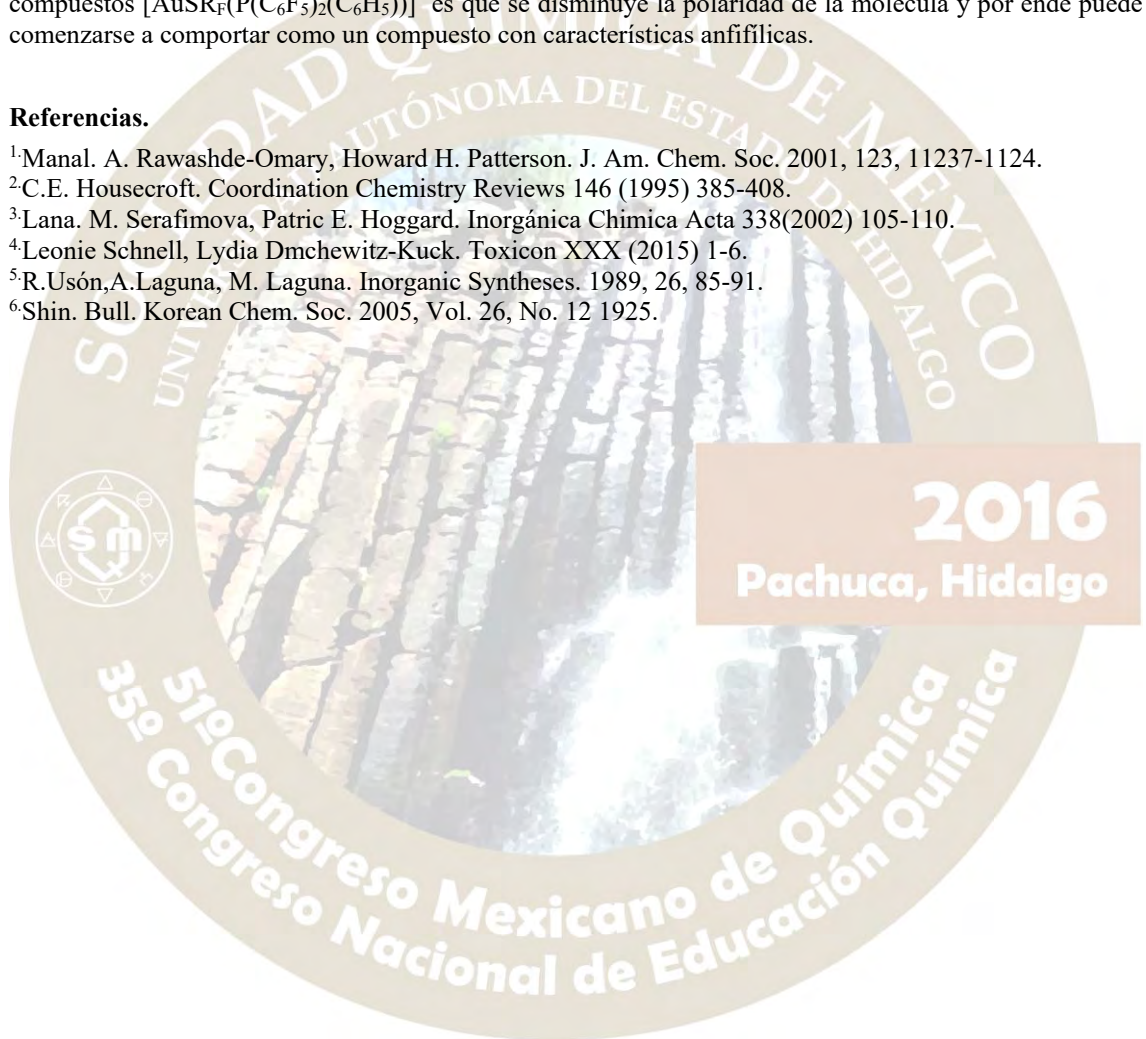 compuestos [AuSR_F(P(C₆F₅)₂(C₆H₅))] es que se disminuye la polaridad de la molécula y por ende puede
comenzarse a comportar como un compuesto con características anfifílicas.
Referencias.
1.Manal. A. Rawashde-Omary, Howard H. Patterson. J. Am. Chem. Soc. 2001, 123, 11237-1124.
2.C.E. Housecroft. Coordination Chemistry Reviews 146 (1995) 385-408.
3.Lana. M. Serafimova, Patric E. Hoggard. Inorgánica Chimica Acta 338(2002) 105-110.
4.Leonie Schnell, Lydia Dmchewitz-Kuck. Toxicon XXX (2015) 1-6.
5.R.Usón,A.Laguna, M. Laguna. Inorganic Syntheses. 1989, 26, 85-91.
6.Shin. Bull. Korean Chem. Soc. 2005, Vol. 26, No. 12 1925.
SOCIEDAD QUÍMICA DE MÉXICO
AUTÓNOMA DEL ESTADO DE HIDALGO
SQM
2016
Pachuca, Hidalgo
51º Congreso Mexicano de Química
35º Congreso Nacional de Educación Química